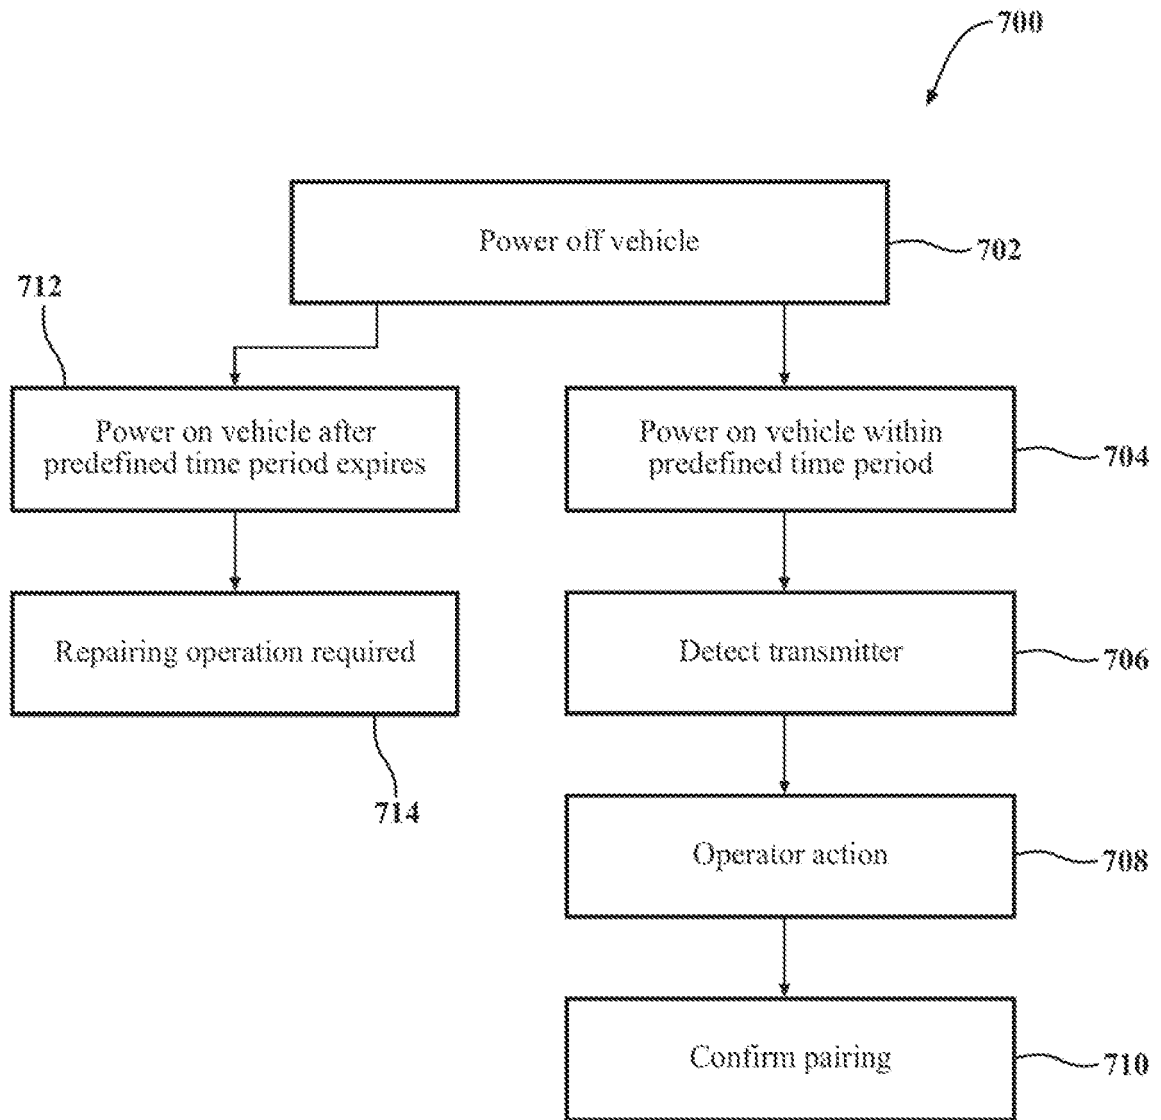 700
Power off vehicle
702
712
Power on vehicle after
predefined time period expires
Power on vehicle within
predefined time period
704
Repairing operation required
714
Detect transmitter
706
Operator action
708
Confirm pairing
710